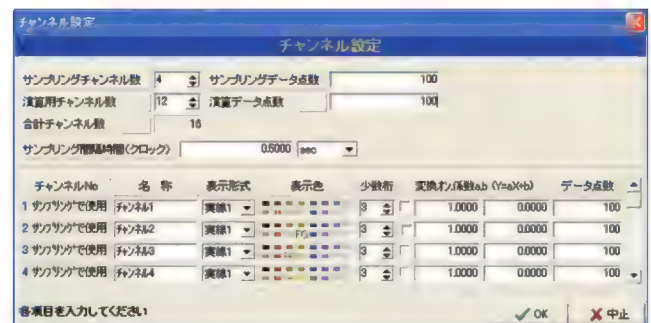 チャンネル設定
チャンネル設定
サンプリングチャンネル数 4 サンプリングデータ点数 100
演算用チャンネル数 12 演算データ点数 100
合計チャンネル数 16
サンプリング間隔時間(クロック) 0.5000 sec
チャンネルNo 名 称 表示形式 表示色 少数桁 変換オン,係数a,b (Y=aX+b) データ点数
1 サンプリングで使用 チャンネル1 実線1 3 1.0000 0.0000 100
2 サンプリングで使用 チャンネル2 実線1 FG 3 1.0000 0.0000 100
3 サンプリングで使用 チャンネル3 実線1 3 1.0000 0.0000 100
4 サンプリングで使用 チャンネル4 実線1 3 1.0000 0.0000 100
各項目を入力してください OK 中止